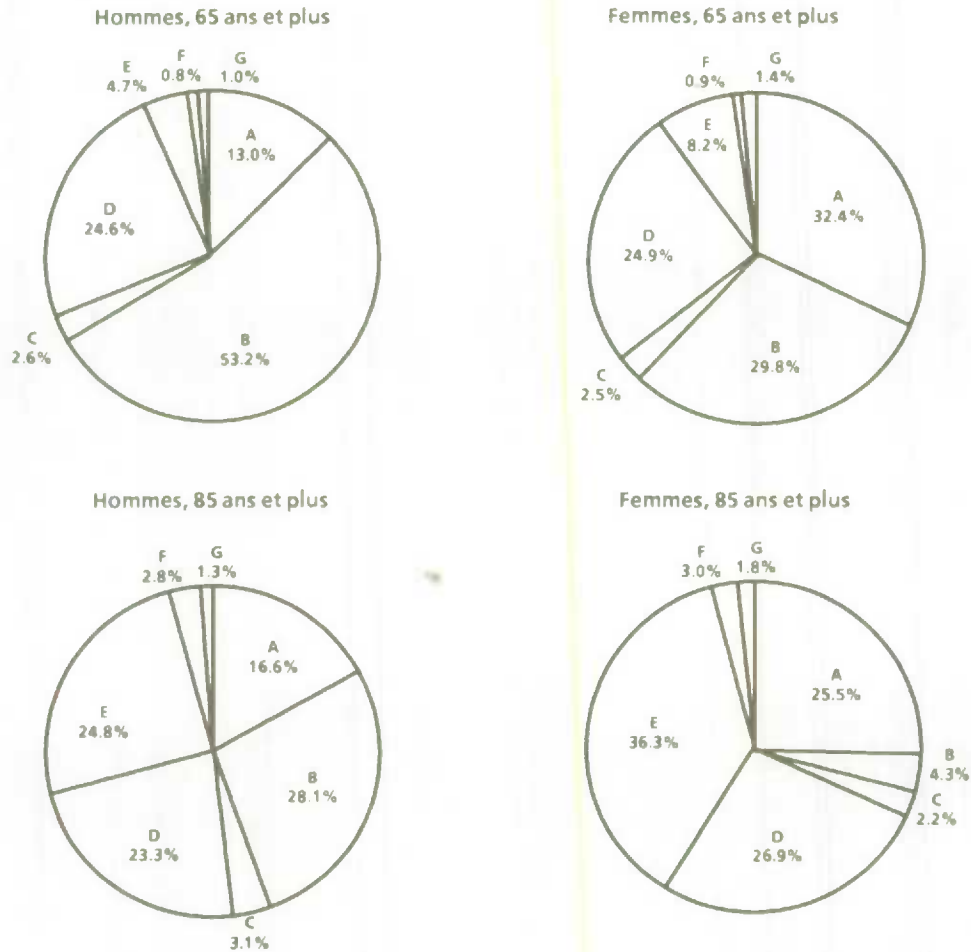 Hommes, 65 ans et plus
A
13.0%
B
53.2%
C
2.6%
D
24.6%
E
4.7%
F
0.8%
G
1.0%
Femmes, 65 ans et plus
A
32.4%
B
29.8%
C
2.5%
D
24.9%
E
8.2%
F
0.9%
G
1.4%
Hommes, 85 ans et plus
A
16.6%
B
28.1%
C
3.1%
D
23.3%
E
24.8%
F
2.8%
G
1.3%
Femmes, 85 ans et plus
A
25.5%
B
4.3%
C
2.2%
D
26.9%
E
36.3%
F
3.0%
G
1.8%